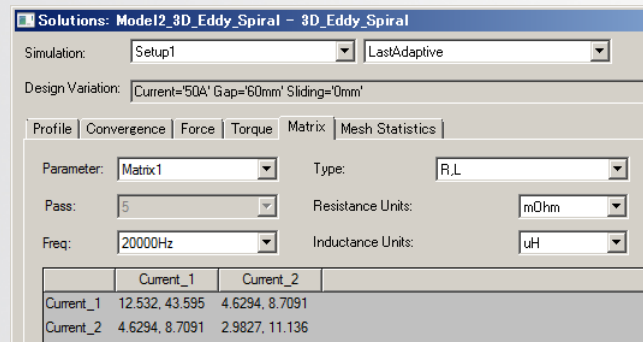 Solutions: Model2_3D_Eddy_Spiral - 3D_Eddy_Spiral
Simulation: Setup1 LastAdaptive
Design Variation: Current='50A' Gap='60mm' Sliding='0mm'
Profile Convergence Force Torque Matrix Mesh Statistics
Parameter: Matrix1 Type: R,L
Pass: 5 Resistance Units: mOhm
Freq: 20000Hz Inductance Units: uH
Current_1 Current_2
Current_1 12.532, 43.595 4.6294, 8.7091
Current_2 4.6294, 8.7091 2.9827, 11.136